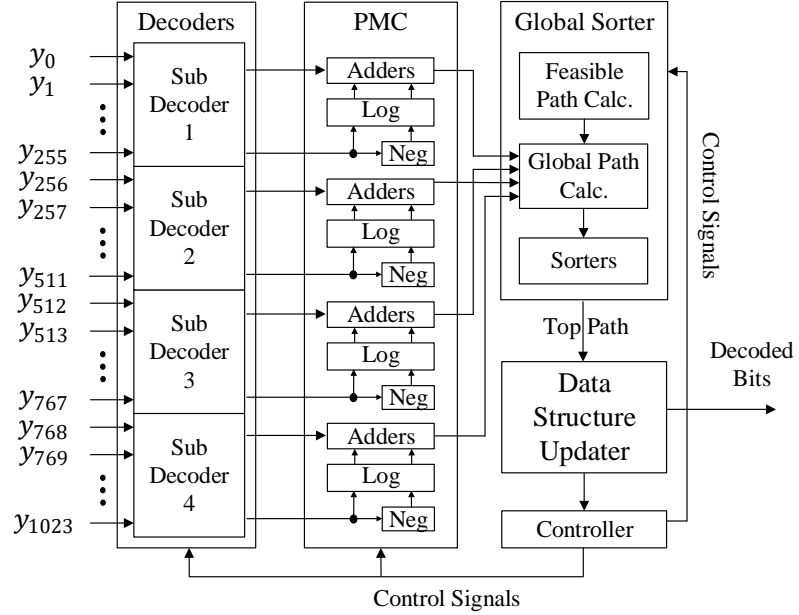 Decoders
PMC
Global Sorter
y0
y1
⋮
y255
y256
y257
⋮
y511
y512
y513
⋮
y767
y768
y769
⋮
y1023
Sub
Decoder
1
Sub
Decoder
2
Sub
Decoder
3
Sub
Decoder
4
Adders
Log
Neg
Adders
Log
Neg
Adders
Log
Neg
Adders
Log
Neg
Feasible
Path Calc.
Global Path
Calc.
Sorters
Top Path
Data
Structure
Updater
Controller
Control Signals
Decoded
Bits
Control Signals